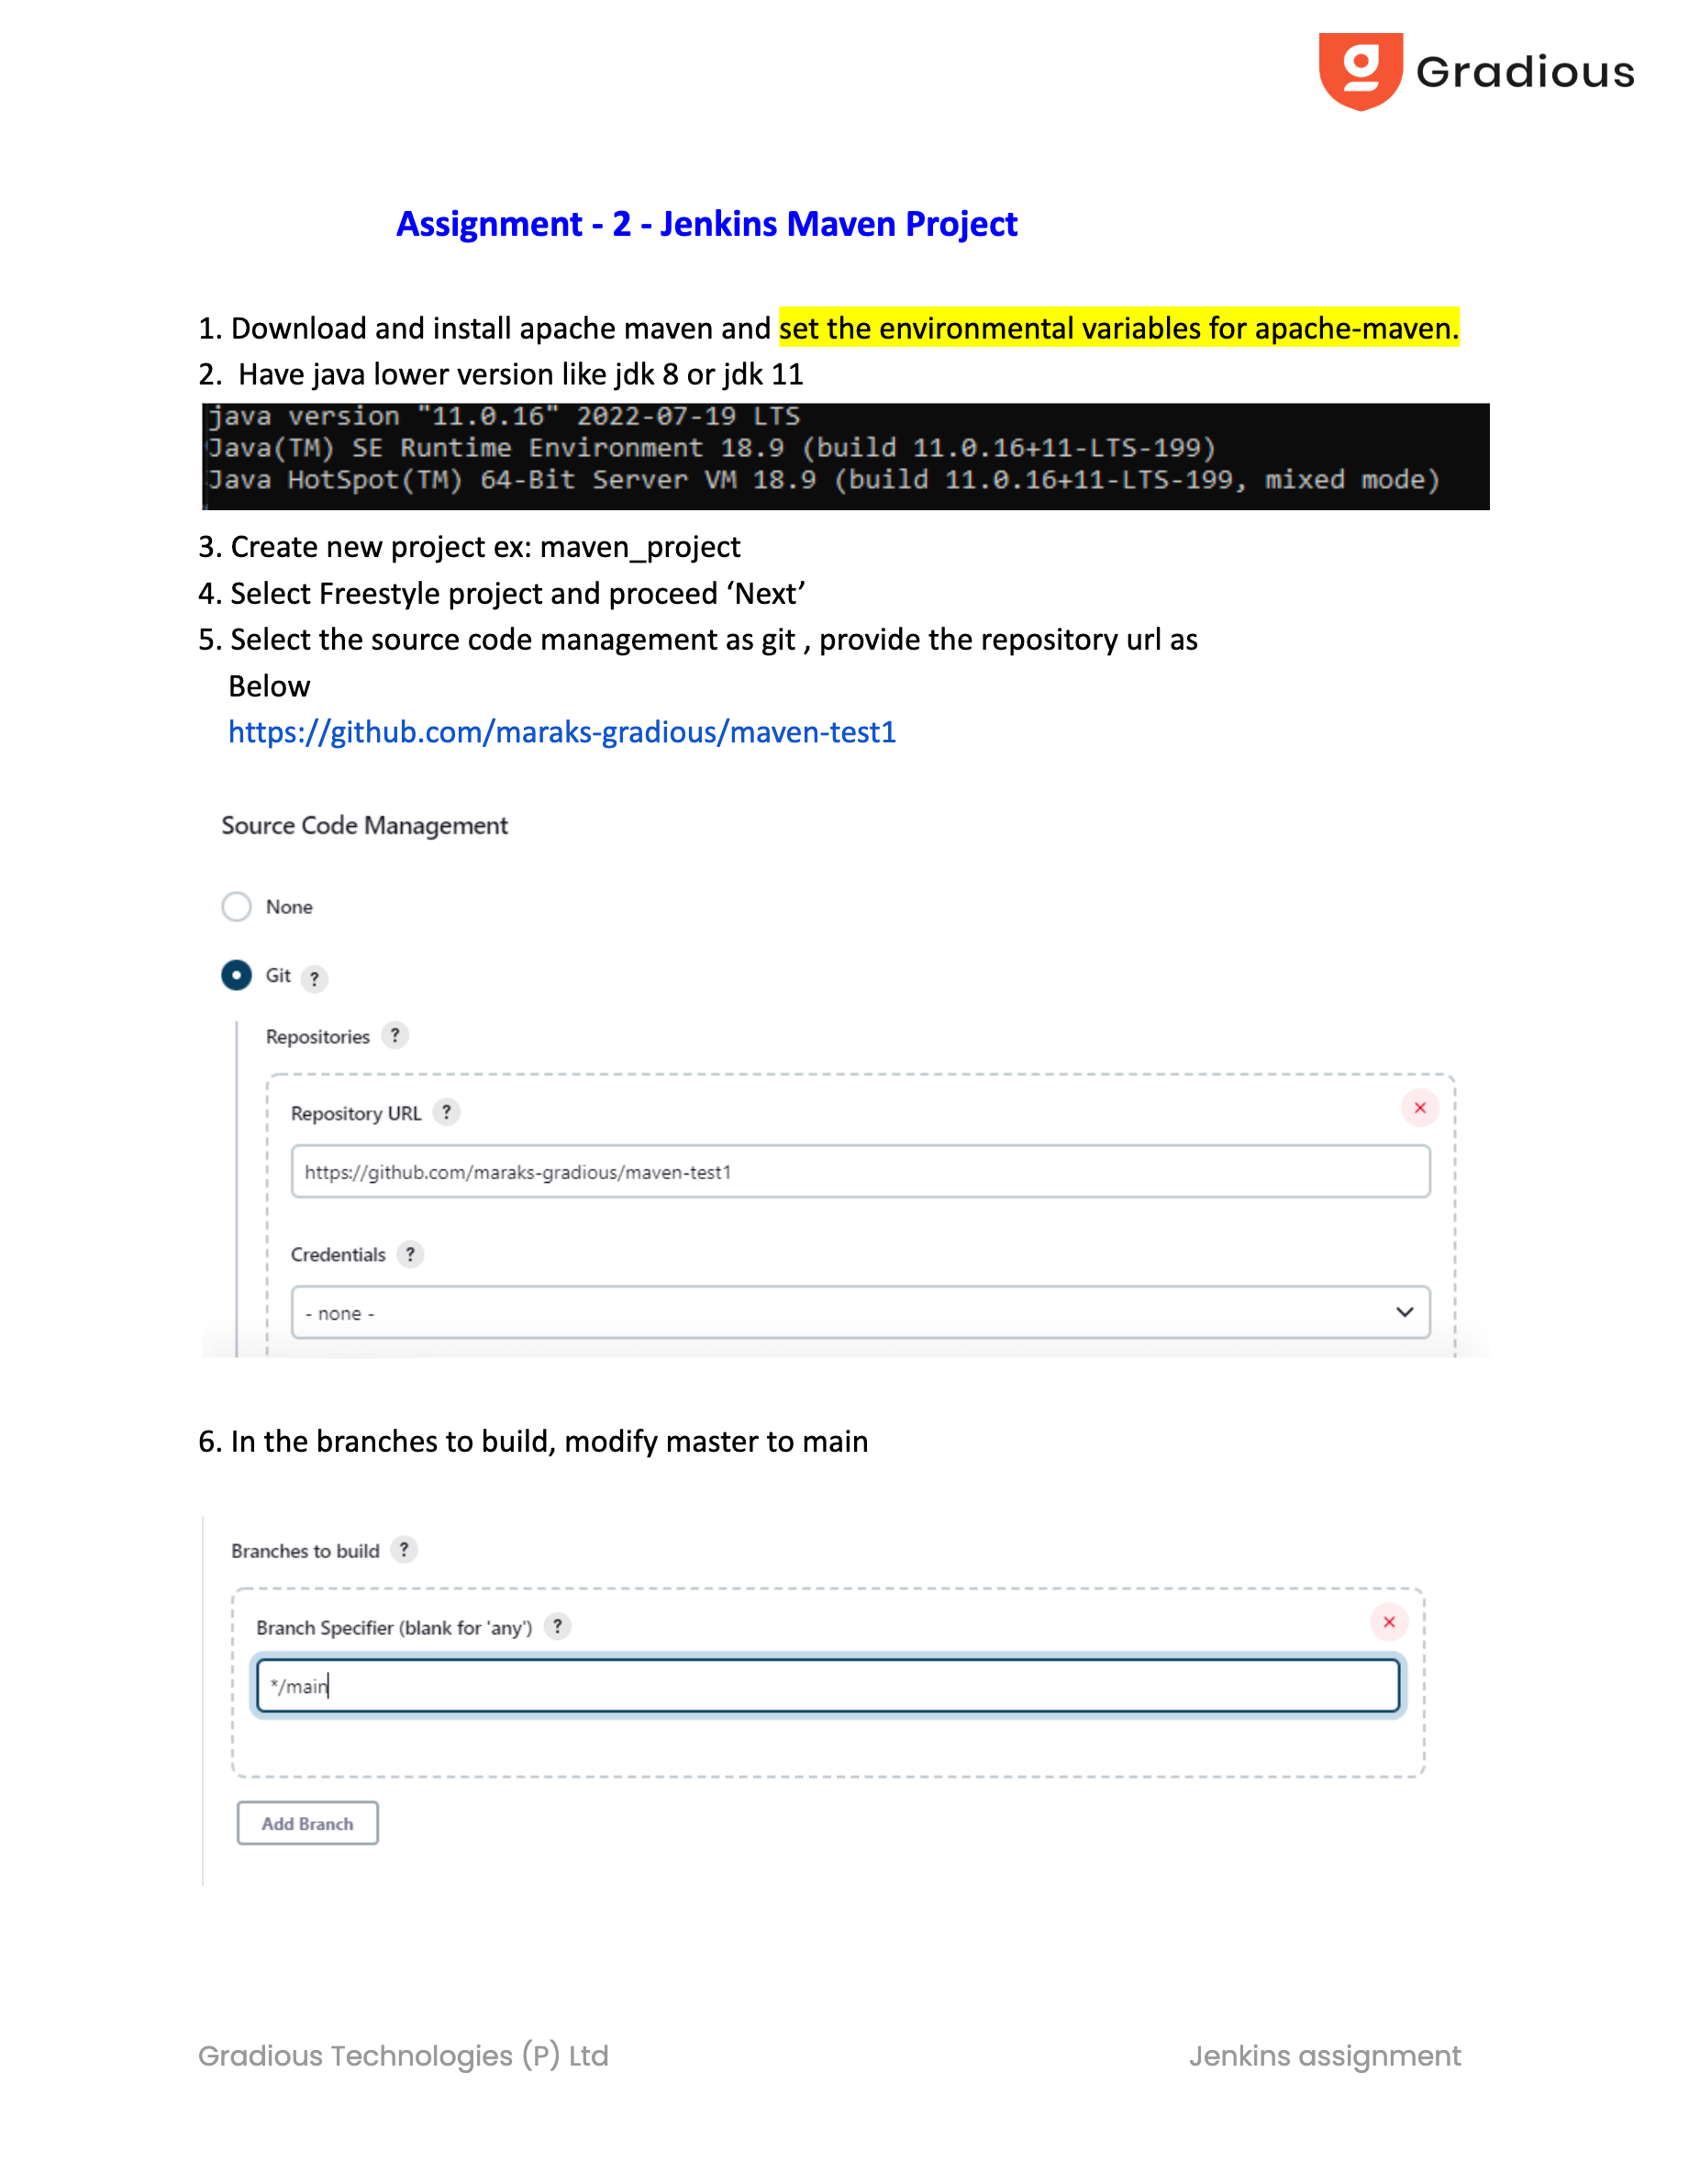 Gradious
Assignment - 2 - Jenkins Maven Project
1. Download and install apache maven and set the environmental variables for apache-maven.
2.  Have java lower version like jdk 8 or jdk 11
java version "11.0.16" 2022-07-19 LTS
Java(TM) SE Runtime Environment 18.9 (build 11.0.16+11-LTS-199)
Java HotSpot(TM) 64-Bit Server VM 18.9 (build 11.0.16+11-LTS-199, mixed mode)
3. Create new project ex: maven_project
4. Select Freestyle project and proceed ‘Next’
5. Select the source code management as git , provide the repository url as
Below
https://github.com/maraks-gradious/maven-test1
Source Code Management
None
Git ?
Repositories ?
Repository URL ?
https://github.com/maraks-gradious/maven-test1
Credentials ?
- none -
6. In the branches to build, modify master to main
Branches to build ?
Branch Specifier (blank for 'any') ?
*/main
Add Branch
Gradious Technologies (P) Ltd
Jenkins assignment